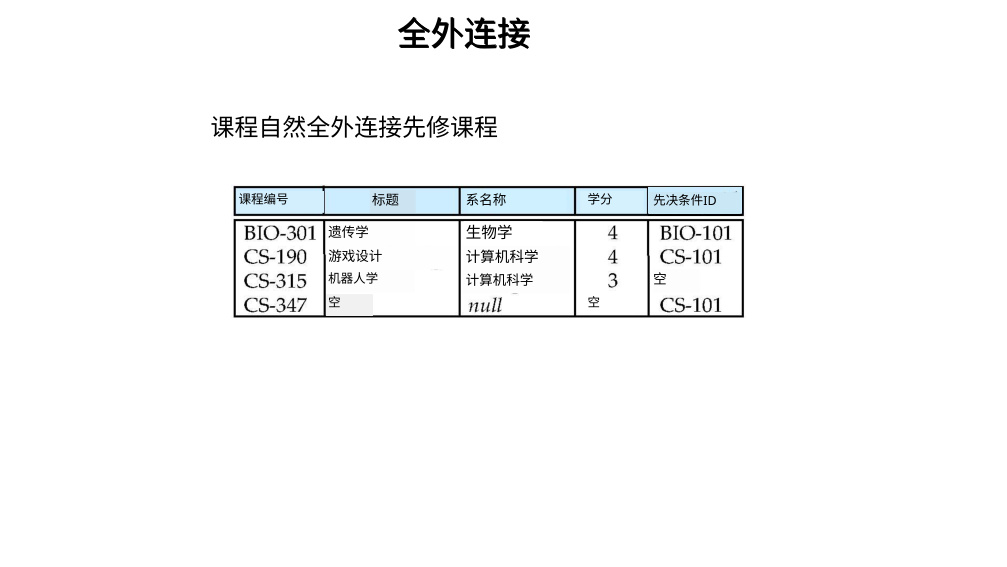 全外连接
课程自然全外连接先修课程
课程编号 标题 系名称 学分 先决条件ID
BIO-301 遗传学 生物学 4 BIO-101
CS-190 游戏设计 计算机科学 4 CS-101
CS-315 机器人学 计算机科学 3 空
CS-347 空 null 空 CS-101